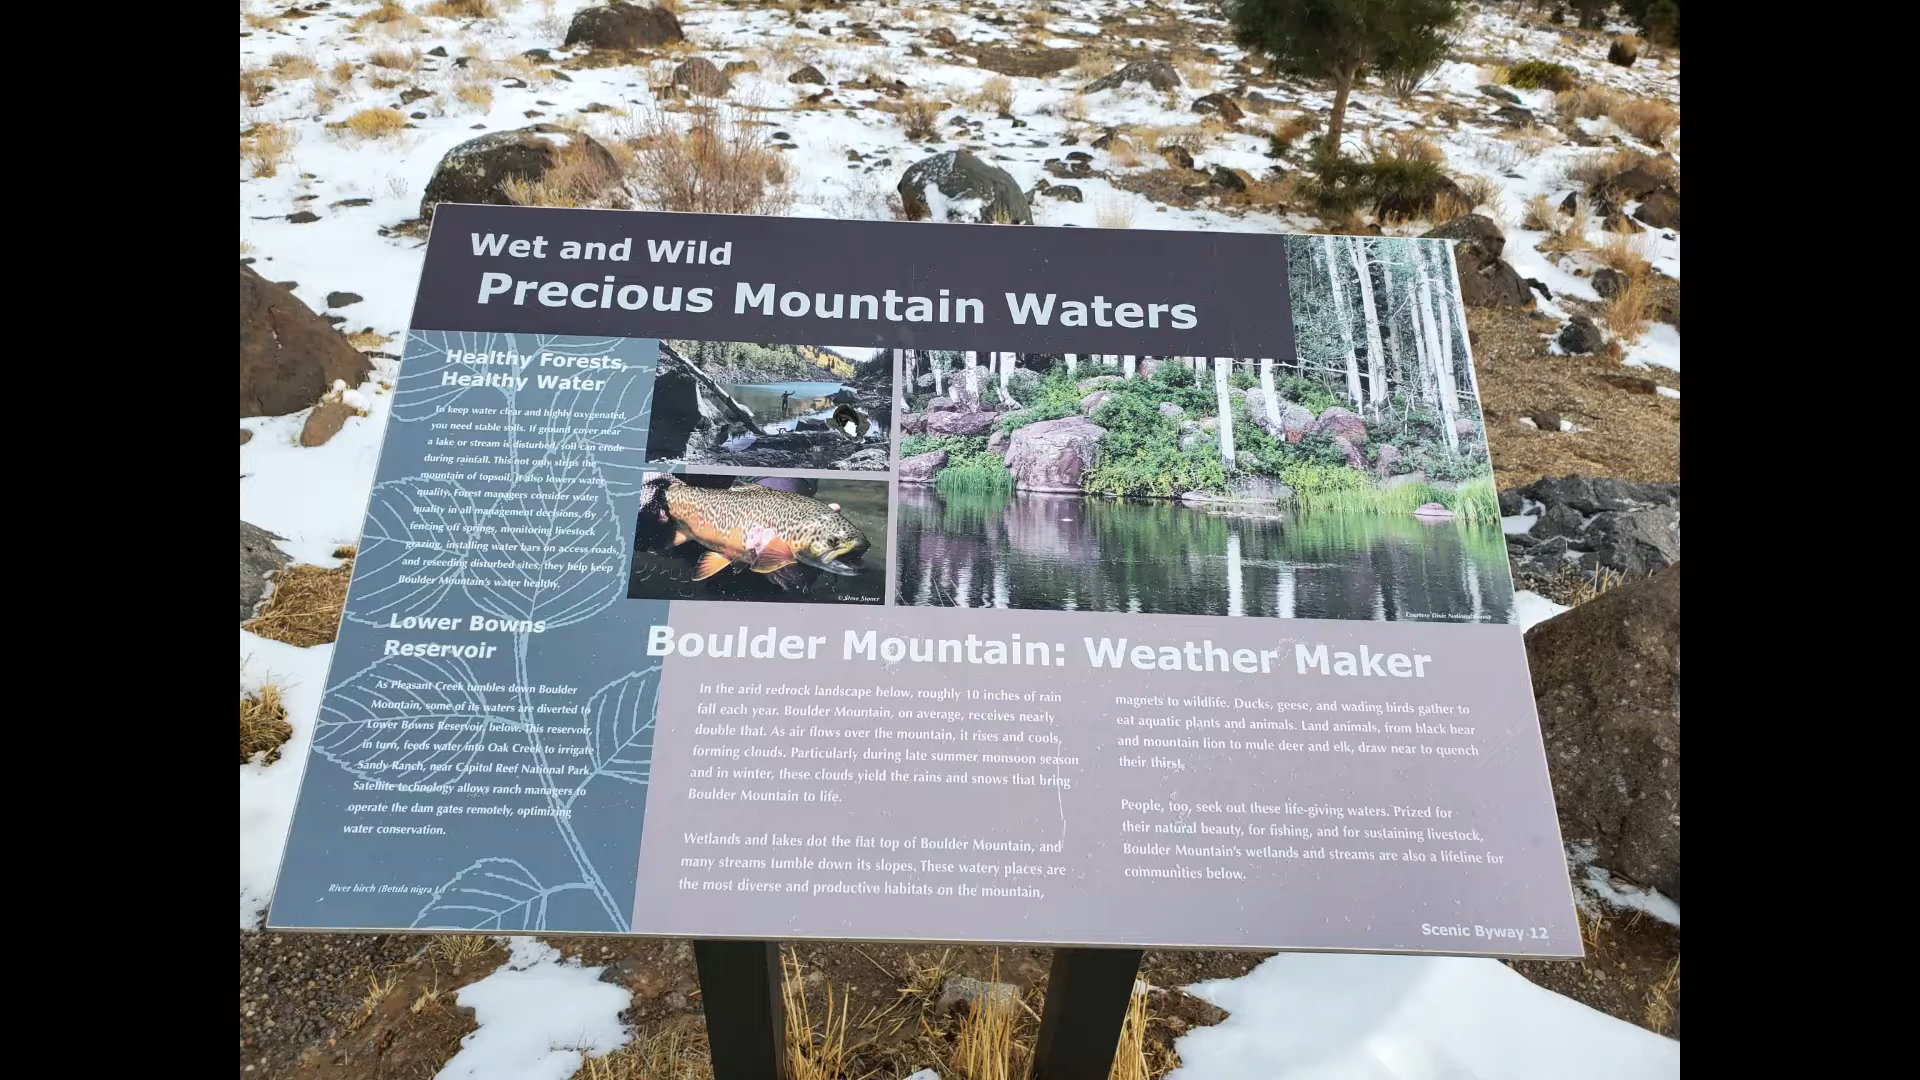 Wet and Wild
Precious Mountain Waters
Healthy Forests,
Healthy Water
To keep water clear and highly oxygenated,
you need stable soils. If ground cover near
a lake or stream is disturbed, soil can erode
during rainfall. This not only strips the
mountain of topsoil, it also lowers water
quality. Forest managers consider water
quality in all management decisions. By
fencing off springs, monitoring livestock
grazing, installing water bars on access roads,
and reseeding disturbed sites, they help keep
Boulder Mountain's water healthy.
Lower Bowns
Reservoir
As Pleasant Creek tumbles down Boulder
Mountain, some of its waters are diverted to
Lower Bowns Reservoir, below. This reservoir,
in turn, feeds water into Oak Creek to irrigate
Sandy Ranch, near Capitol Reef National Park.
Satellite technology allows ranch managers to
operate the dam gates remotely, optimizing
water conservation.
River birch (Betula nigra L.)
© Steve Stoner
Courtesy Dixie National Forest
Boulder Mountain: Weather Maker
In the arid redrock landscape below, roughly 10 inches of rain
fall each year. Boulder Mountain, on average, receives nearly
double that. As air flows over the mountain, it rises and cools,
forming clouds. Particularly during late summer monsoon season
and in winter, these clouds yield the rains and snows that bring
Boulder Mountain to life.
Wetlands and lakes dot the flat top of Boulder Mountain, and
many streams tumble down its slopes. These watery places are
the most diverse and productive habitats on the mountain,
magnets to wildlife. Ducks, geese, and wading birds gather to
eat aquatic plants and animals. Land animals, from black bear
and mountain lion to mule deer and elk, draw near to quench
their thirst.
People, too, seek out these life-giving waters. Prized for
their natural beauty, for fishing, and for sustaining livestock,
Boulder Mountain's wetlands and streams are also a lifeline for
communities below.
Scenic Byway 12